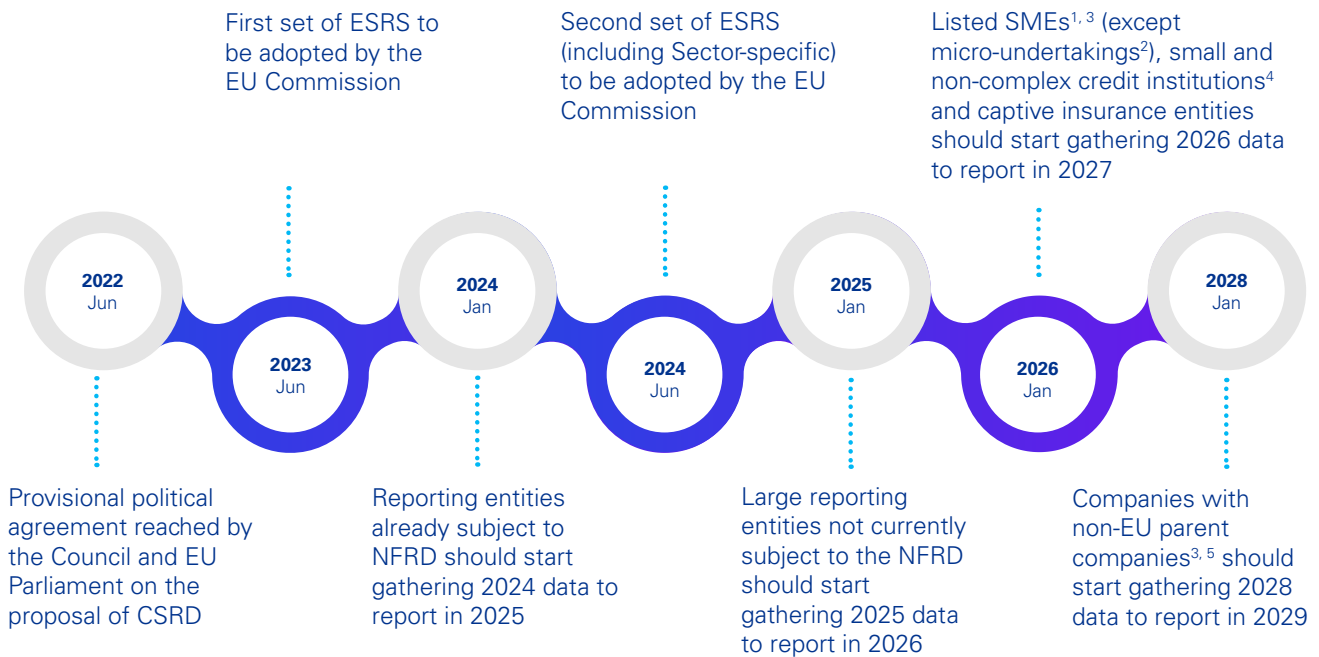 First set of ESRS to
be adopted by the
EU Commission
Second set of ESRS
(including Sector-specific)
to be adopted by the EU
Commission
Listed SMEs¹˒ ³ (except
micro-undertakings²), small and
non-complex credit institutions⁴
and captive insurance entities
should start gathering 2026 data
to report in 2027
2022
Jun
2023
Jun
2024
Jan
2024
Jun
2025
Jan
2026
Jan
2028
Jan
Provisional political
agreement reached by
the Council and EU
Parliament on the
proposal of CSRD
Reporting entities
already subject to
NFRD should start
gathering 2024 data to
report in 2025
Large reporting
entities not currently
subject to the NFRD
should start
gathering 2025 data
to report in 2026
Companies with
non-EU parent
companies³˒ ⁵ should
start gathering 2028
data to report in 2029